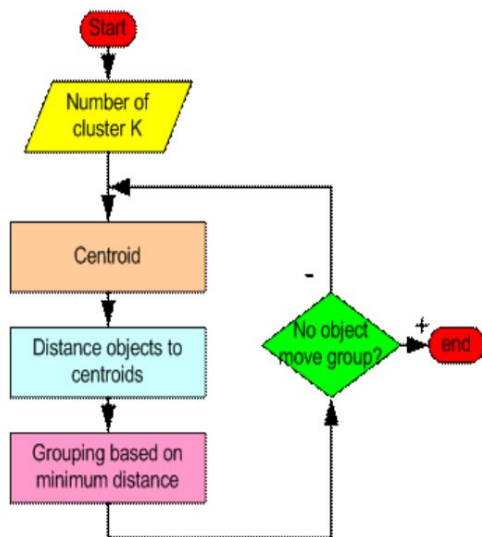 Start
Number of
cluster K
Centroid
Distance objects to
centroids
Grouping based on
minimum distance
-
No object
move group?
+
end